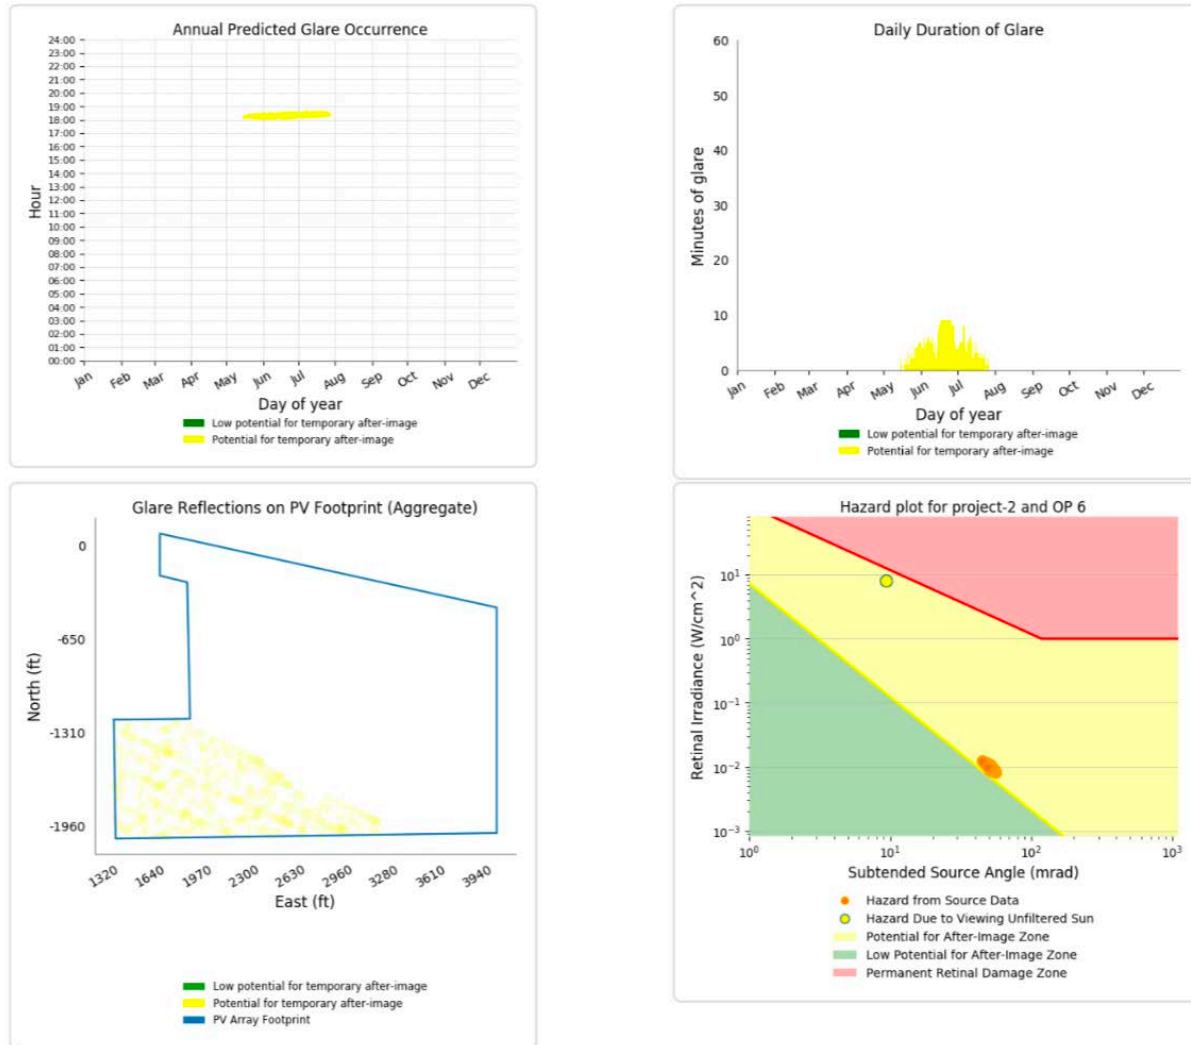 Annual Predicted Glare Occurrence
24:00
23:00
22:00
21:00
20:00
19:00
18:00
17:00
16:00
15:00
14:00
13:00
12:00
11:00
10:00
09:00
08:00
07:00
06:00
05:00
04:00
03:00
02:00
01:00
00:00
Hour
Jan Feb Mar Apr May Jun Jul Aug Sep Oct Nov Dec
Day of year
Low potential for temporary after-image
Potential for temporary after-image
Daily Duration of Glare
60
50
40
30
20
10
0
Minutes of glare
Jan Feb Mar Apr May Jun Jul Aug Sep Oct Nov Dec
Day of year
Low potential for temporary after-image
Potential for temporary after-image
Glare Reflections on PV Footprint (Aggregate)
0
-650
-1310
-1960
North (ft)
1320 1640 1970 2300 2630 2960 3280 3610 3940
East (ft)
Low potential for temporary after-image
Potential for temporary after-image
PV Array Footprint
Hazard plot for project-2 and OP 6
10^1
10^0
10^-1
10^-2
10^-3
Retinal Irradiance (W/cm^2)
10^0 10^1 10^2 10^3
Subtended Source Angle (mrad)
Hazard from Source Data
Hazard Due to Viewing Unfiltered Sun
Potential for After-Image Zone
Low Potential for After-Image Zone
Permanent Retinal Damage Zone